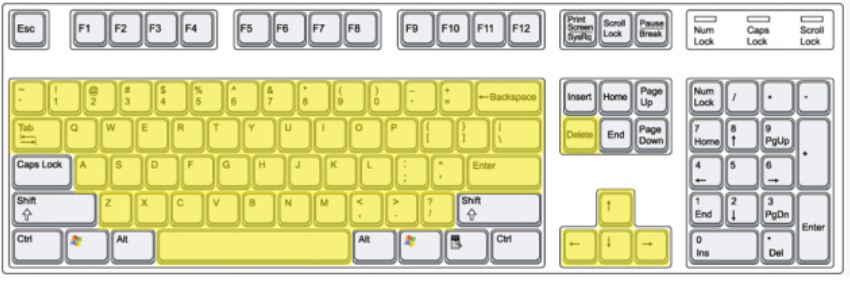 Esc F1 F2 F3 F4 F5 F6 F7 F8 F9 F10 F11 F12 Print Screen SysRq Scroll Lock Pause Break Num Lock Caps Lock Scroll Lock
~ ` ! 1 @ 2 # 3 $ 4 % 5 ^ 6 & 7 * 8 ( 9 ) 0 - + = ←Backspace Insert Home Page Up Num Lock / * -
Tab Q W E R T Y U I O P { [ } ] | \ Delete End Page Down 7 Home 8 ↑ 9 PgUp +
Caps Lock A S D F G H J K L : ; " ' Enter 4 ← 5 6 →
Shift ⇧ Z X C V B N M < , > . ? / Shift ⇧ ↑ 1 End 2 ↓ 3 PgDn Enter
Ctrl Alt Alt Ctrl ← ↓ → 0 Ins . Del